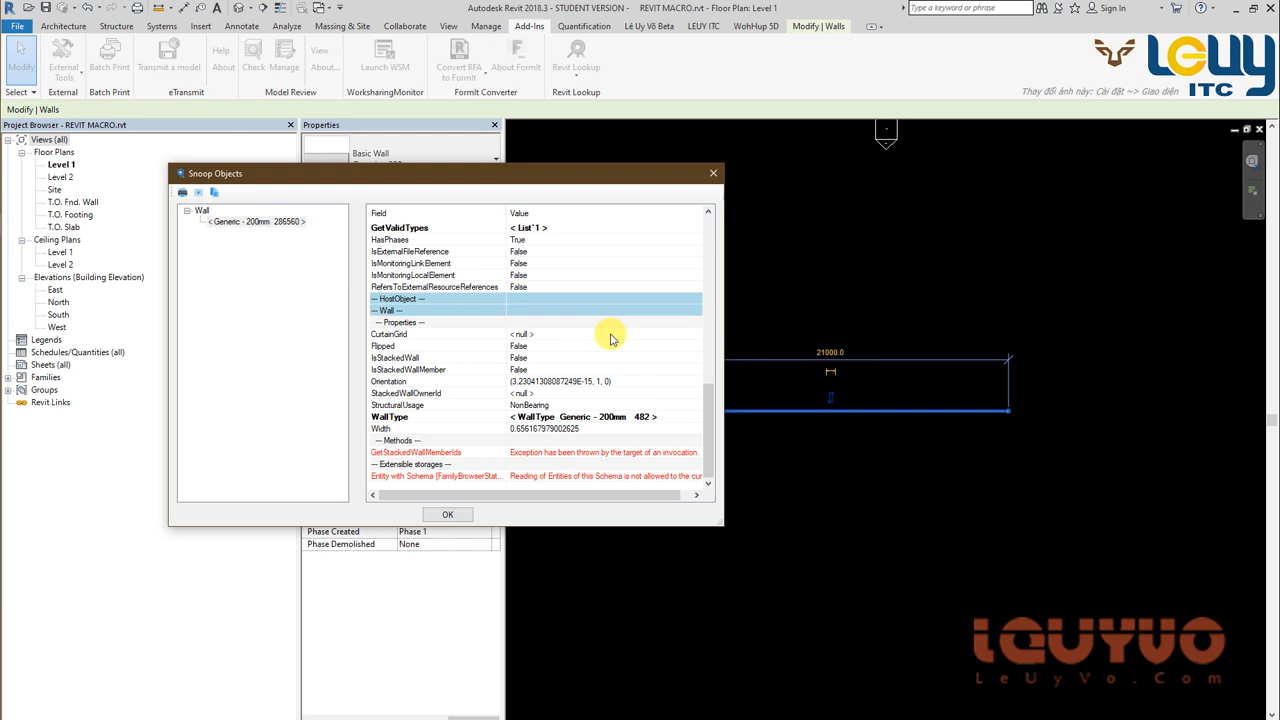 Autodesk Revit 2018.3 - STUDENT VERSION - REVIT MACRO.rvt - Floor Plan: Level 1
Type a keyword or phrase
Sign In
File Architecture Structure Systems Insert Annotate Analyze Massing & Site Collaborate View Manage Add-Ins Quantification Lê Uy Võ Beta LEUY ITC WohHup 5D Modify | Walls
Modify
External Tools
Batch Print
Transmit a model
Help
About
Check
Manage
View
About...
Launch WSM
Convert RFA to FormIt
About FormIt
Revit Lookup
Select
External
Batch Print
eTransmit
Model Review
WorksharingMonitor
FormIt Converter
Revit Lookup
LEUY
ITC
Thay đổi ảnh này: Cài đặt ~> Giao diện
Modify | Walls
Project Browser - REVIT MACRO.rvt
Properties
Views (all)
Floor Plans
Level 1
Level 2
Site
T.O. Fnd. Wall
T.O. Footing
T.O. Slab
Ceiling Plans
Level 1
Level 2
Elevations (Building Elevation)
East
North
South
West
Legends
Schedules/Quantities (all)
Sheets (all)
Families
Groups
Revit Links
Basic Wall
Snoop Objects
Wall
< Generic - 200mm 286560 >
Field Value
GetValidTypes < List`1 >
HasPhases True
IsExternalFileReference False
IsMonitoringLinkElement False
IsMonitoringLocalElement False
RefersToExternalResourceReferences False
--- HostObject ---
--- Wall ---
--- Properties ---
CurtainGrid < null >
Flipped False
IsStackedWall False
IsStackedWallMember False
Orientation (3.23041308087249E-15, 1, 0)
StackedWallOwnerId < null >
StructuralUsage NonBearing
WallType < WallType Generic - 200mm 482 >
Width 0.656167979002625
--- Methods ---
GetStackedWallMemberIds Exception has been thrown by the target of an invocation.
--- Extensible storages ---
Entity with Schema [FamilyBrowserStat... Reading of Entities of this Schema is not allowed to the cur
OK
Phase Created Phase 1
Phase Demolished None
21000.0
LEUYVO
LeUyVo.Com